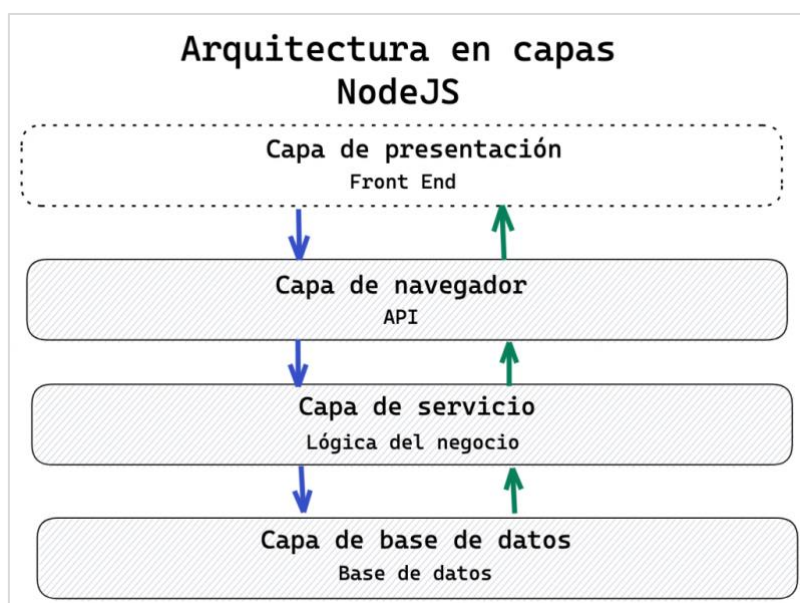 Arquitectura en capas
NodeJS
Capa de presentación
Front End
Capa de navegador
API
Capa de servicio
Lógica del negocio
Capa de base de datos
Base de datos